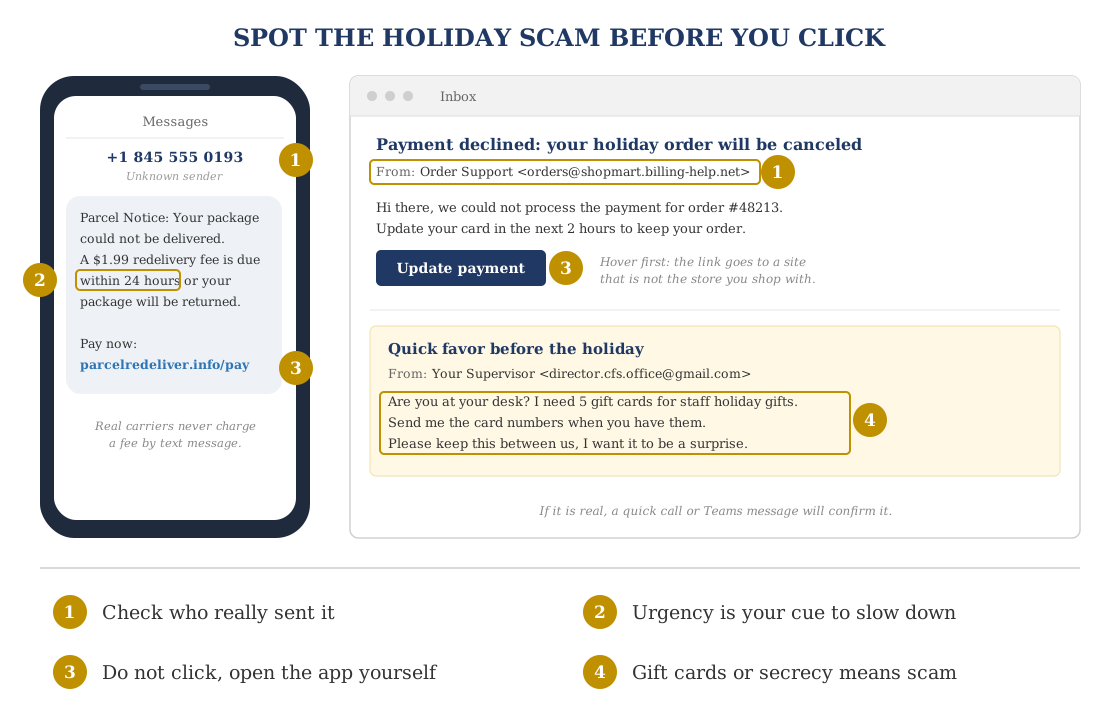 SPOT THE HOLIDAY SCAM BEFORE YOU CLICK
Messages
+1 845 555 0193
1
Unknown sender
Parcel Notice: Your package
could not be delivered.
A $1.99 redelivery fee is due
2
within 24 hours or your
package will be returned.
Pay now:
parcelredeliver.info/pay
3
Real carriers never charge
a fee by text message.
Inbox
Payment declined: your holiday order will be canceled
From: Order Support <orders@shopmart.billing-help.net>
1
Hi there, we could not process the payment for order #48213.
Update your card in the next 2 hours to keep your order.
Update payment
3
Hover first: the link goes to a site
that is not the store you shop with.
Quick favor before the holiday
From: Your Supervisor <director.cfs.office@gmail.com>
Are you at your desk? I need 5 gift cards for staff holiday gifts.
Send me the card numbers when you have them.
4
Please keep this between us, I want it to be a surprise.
If it is real, a quick call or Teams message will confirm it.
1 Check who really sent it
2 Urgency is your cue to slow down
3 Do not click, open the app yourself
4 Gift cards or secrecy means scam